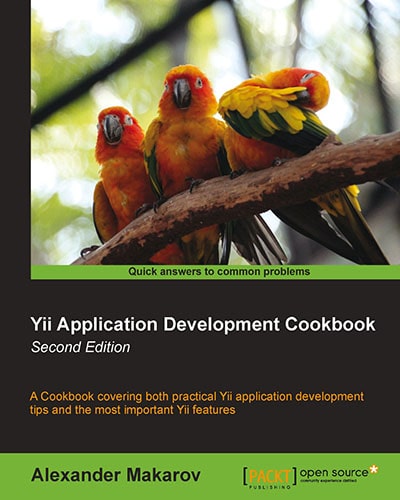 Quick answers to common problems
Yii Application Development Cookbook
Second Edition
A Cookbook covering both practical Yii application development
tips and the most important Yii features
Alexander Makarov
[PACKT]
PUBLISHING
open source*
community experience distilled